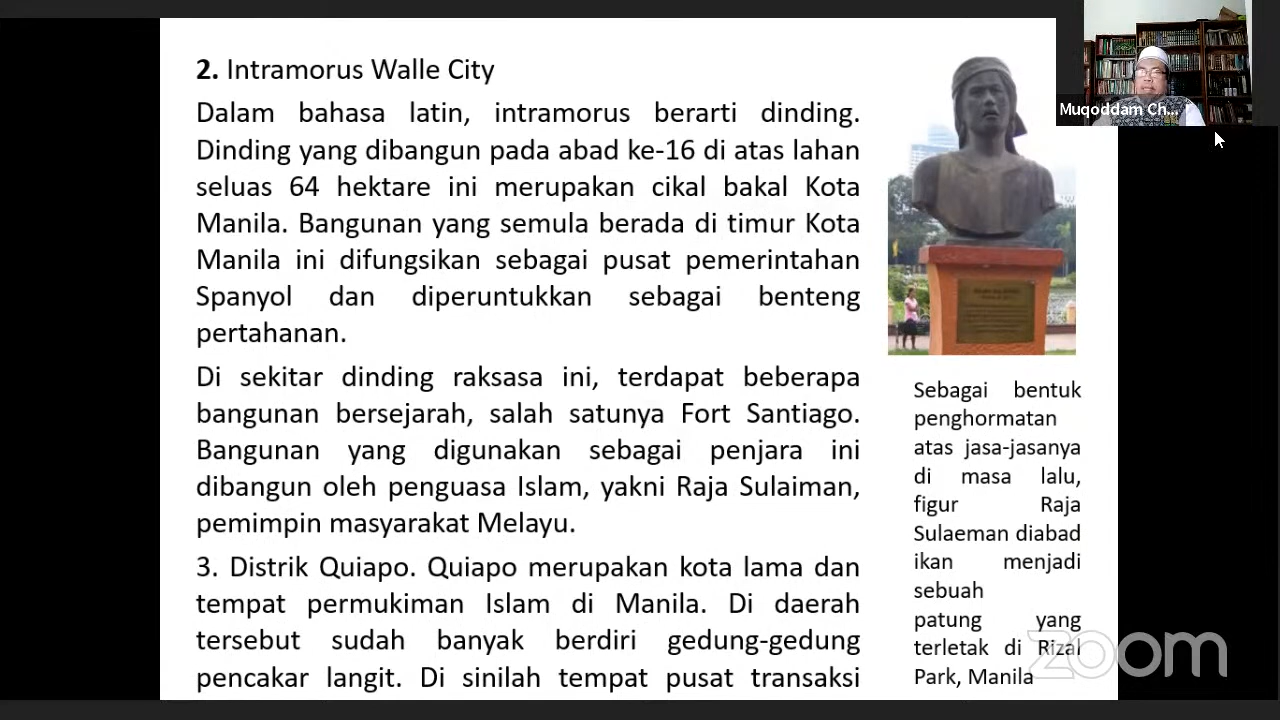 2. Intramorus Walle City
Dalam bahasa latin, intramorus berarti dinding.
Dinding yang dibangun pada abad ke-16 di atas lahan
seluas 64 hektare ini merupakan cikal bakal Kota
Manila. Bangunan yang semula berada di timur Kota
Manila ini difungsikan sebagai pusat pemerintahan
Spanyol dan diperuntukkan sebagai benteng
pertahanan.
Di sekitar dinding raksasa ini, terdapat beberapa
bangunan bersejarah, salah satunya Fort Santiago.
Bangunan yang digunakan sebagai penjara ini
dibangun oleh penguasa Islam, yakni Raja Sulaiman,
pemimpin masyarakat Melayu.
3. Distrik Quiapo. Quiapo merupakan kota lama dan
tempat permukiman Islam di Manila. Di daerah
tersebut sudah banyak berdiri gedung-gedung
pencakar langit. Di sinilah tempat pusat transaksi
Sebagai bentuk
penghormatan
atas jasa-jasanya
di masa lalu,
figur Raja
Sulaeman diabad
ikan menjadi
sebuah
patung yang
terletak di Rizal
Park, Manila
Muqoddam Ch...
zoom